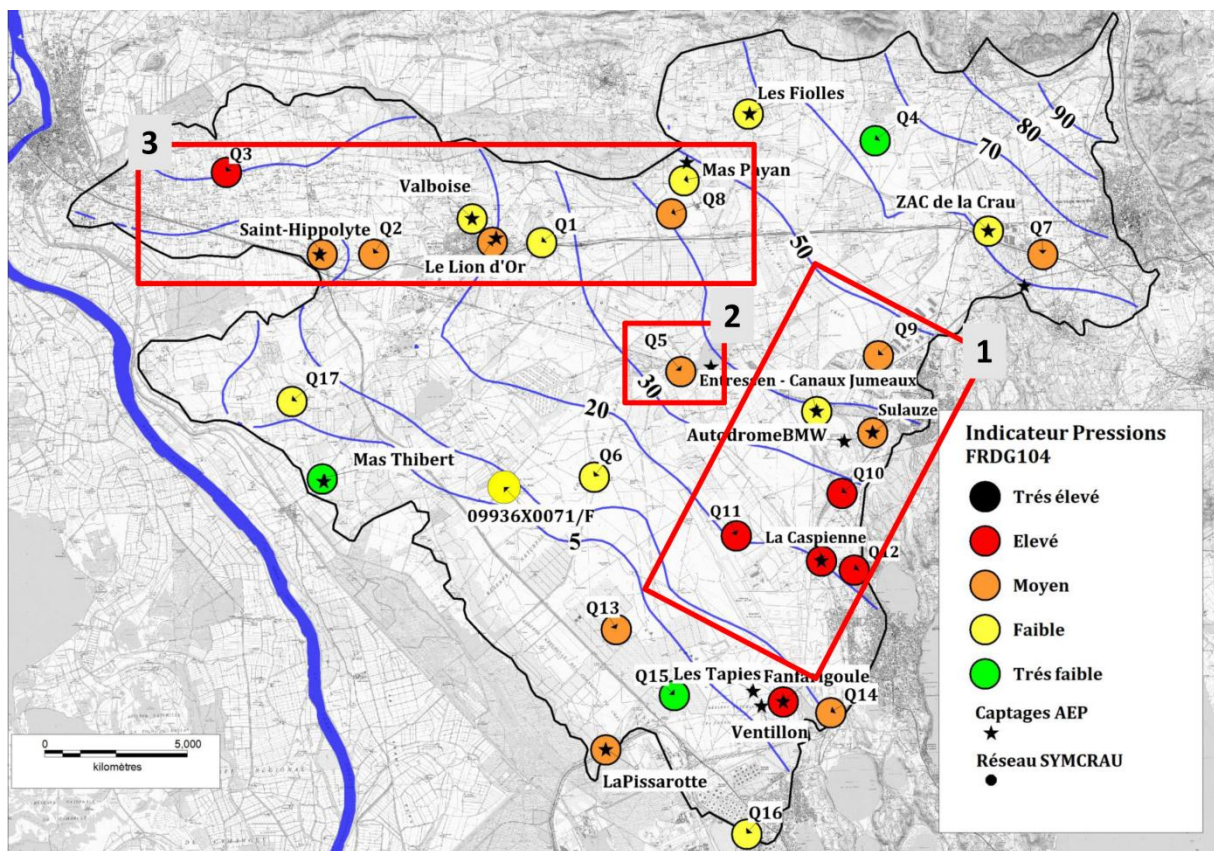 Les Fiolles
Q4
90
80
70
3
Q3
Mas Payan
Valboise
Q8
ZAC de la Crau
Saint-Hippolyte
Q2
Q1
Q7
Le Lion d'Or
50
2
Q5
Q9
1
Entressen - Canaux Jumeaux
30
Q17
20
Sulauze
AutodromeBMW
Mas Thibert
Q6
Q10
09936X0071/F
Q11
5
La Caspienne
Q12
Q13
Q15
Les Tapies
Fanfarigoule
Q14
Ventillon
LaPissarotte
Q16
Indicateur Pressions
FRDG104
Trés élevé
Elevé
Moyen
Faible
Trés faible
Captages AEP
Réseau SYMCRAU
0 5,000
kilomètres